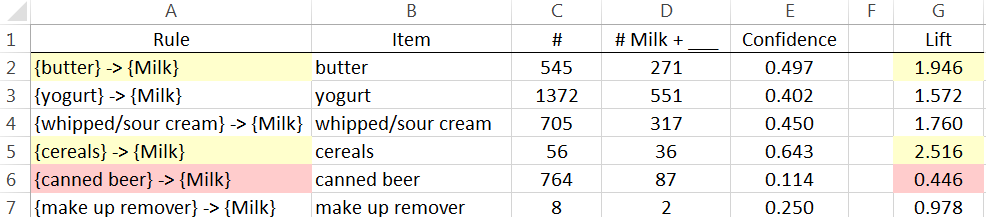 A B C D E F G
1 Rule Item # # Milk + ___ Confidence Lift
2 {butter} -> {Milk} butter 545 271 0.497 1.946
3 {yogurt} -> {Milk} yogurt 1372 551 0.402 1.572
4 {whipped/sour cream} -> {Milk} whipped/sour cream 705 317 0.450 1.760
5 {cereals} -> {Milk} cereals 56 36 0.643 2.516
6 {canned beer} -> {Milk} canned beer 764 87 0.114 0.446
7 {make up remover} -> {Milk} make up remover 8 2 0.250 0.978